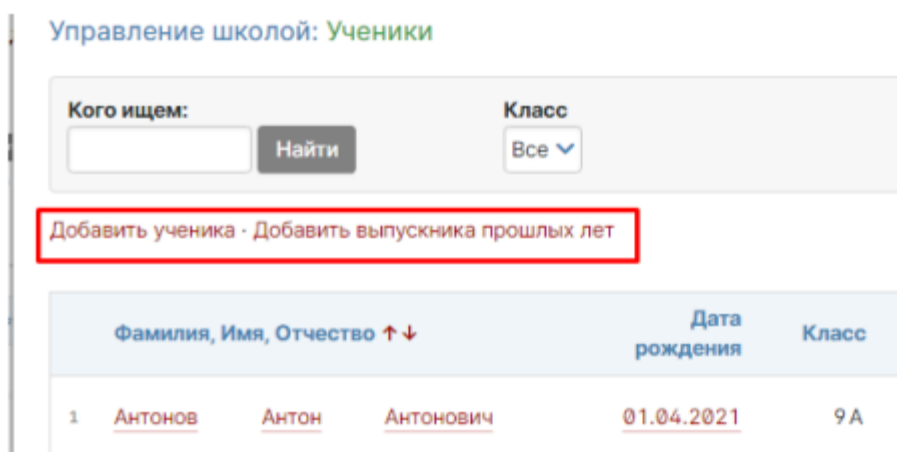 Управление школой: Ученики
Кого ищем: Класс
Найти Все
Добавить ученика · Добавить выпускника прошлых лет
Фамилия, Имя, Отчество ↑↓ Дата рождения Класс
1 Антонов Антон Антонович 01.04.2021 9 А